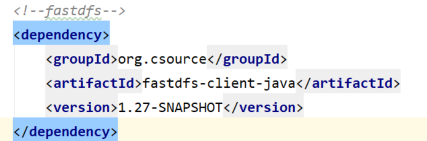 <!--fastdfs-->
<dependency>
    <groupId>org.csource</groupId>
    <artifactId>fastdfs-client-java</artifactId>
    <version>1.27-SNAPSHOT</version>
</dependency>